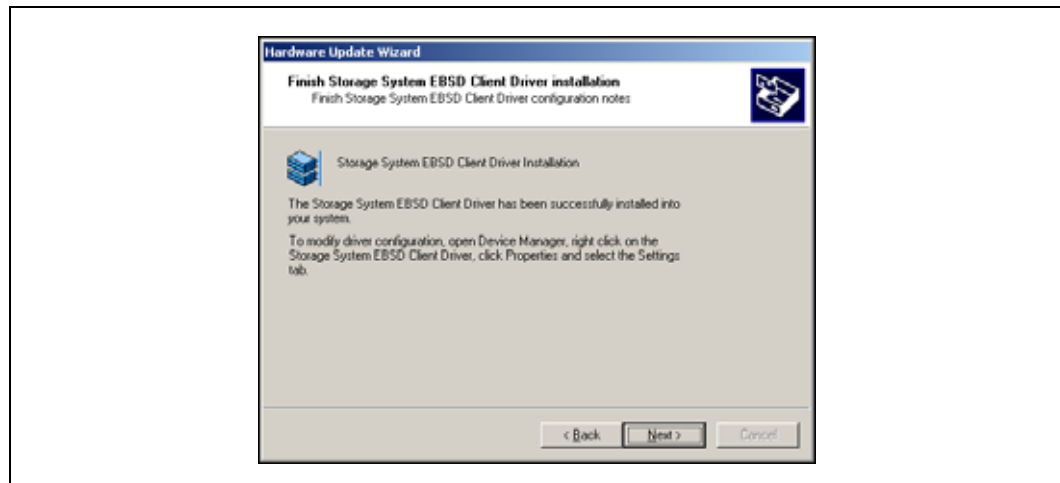 Hardware Update Wizard
Finish Storage System EBSD Client Driver installation
Finish Storage System EBSD Client Driver configuration notes
Storage System EBSD Client Driver Installation
The Storage System EBSD Client Driver has been successfully installed into
your system.
To modify driver configuration, open Device Manager, right click on the
Storage System EBSD Client Driver, click Properties and select the Settings
tab.
< Back
Next >
Cancel